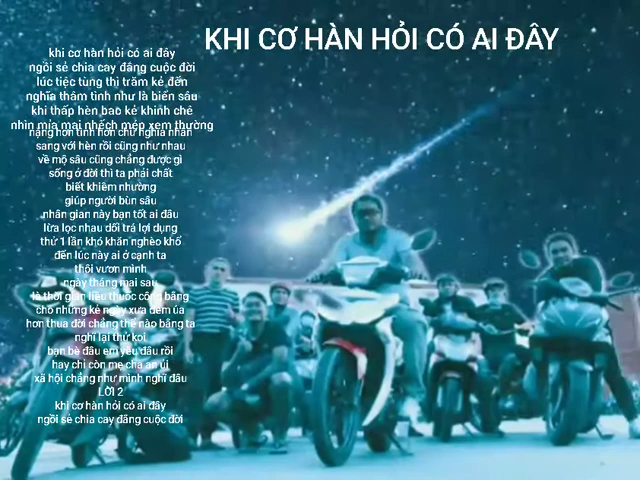 KHI CƠ HÀN HỎI CÓ AI ĐÂY
khi cơ hàn hỏi có ai đây
ngồi sẻ chia cay đắng cuộc đời
lúc tiệc tùng thì trăm kẻ đến
nghĩa thâm tình như là biển sâu
khi thấp hèn bao kẻ khinh chê
nhìn mỉa mai nhếch mép xem thường
nặng hơn tình hơn chữ nghĩa nhân
sang với hèn rồi cũng như nhau
về mộ sâu cũng chẳng được gì
sống ở đời thì ta phải chất
biết khiêm nhường
giúp người bùn sâu
nhân gian này bạn tốt ai đâu
lừa lọc nhau dối trá lợi dụng
thử 1 lần khó khăn nghèo khổ
đến lúc này ai ở cạnh ta
thôi vươn mình
ngày tháng mai sau
là thời gian liều thuốc công bằng
cho những kẻ ngày xưa dèm ùa
hơn thua đời chẳng thể nào bằng ta
nghĩ lại thử coi
bạn bè đâu em yêu đâu rồi
hay chỉ còn mẹ cha an ủi
xã hội chẳng như mình nghĩ đâu
LỜI 2
khi cơ hàn hỏi có ai đây
ngồi sẻ chia cay đắng cuộc đời